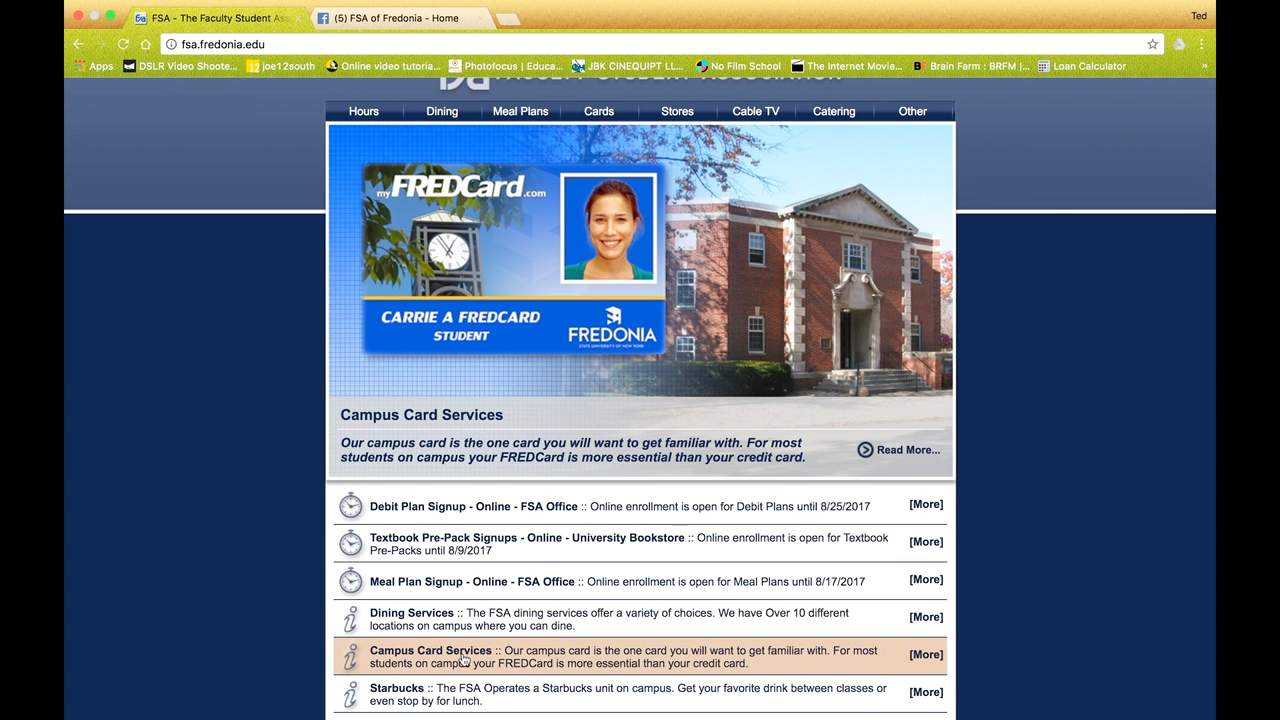 FSA - The Faculty Student Ass
(5) FSA of Fredonia - Home
Ted
fsa.fredonia.edu
Apps
DSLR Video Shoote...
joe12south
Online video tutoria...
Photofocus | Educa...
JBK CINEQUIPT LL...
No Film School
The Internet Movie...
Brain Farm : BRFM |...
Loan Calculator
»
FACULTY STUDENT ASSOCIATION
Hours
Dining
Meal Plans
Cards
Stores
Cable TV
Catering
Other
myFREDCard.com
CARRIE A FREDCARD
STUDENT
FREDONIA
STATE UNIVERSITY OF NEW YORK
Campus Card Services
Our campus card is the one card you will want to get familiar with. For most
students on campus your FREDCard is more essential than your credit card.
Read More...
Debit Plan Signup - Online - FSA Office :: Online enrollment is open for Debit Plans until 8/25/2017
[More]
Textbook Pre-Pack Signups - Online - University Bookstore :: Online enrollment is open for Textbook
Pre-Packs until 8/9/2017
[More]
Meal Plan Signup - Online - FSA Office :: Online enrollment is open for Meal Plans until 8/17/2017
[More]
Dining Services :: The FSA dining services offer a variety of choices. We have Over 10 different
locations on campus where you can dine.
[More]
Campus Card Services :: Our campus card is the one card you will want to get familiar with. For most
students on campus your FREDCard is more essential than your credit card.
[More]
Starbucks :: The FSA Operates a Starbucks unit on campus. Get your favorite drink between classes or
even stop by for lunch.
[More]